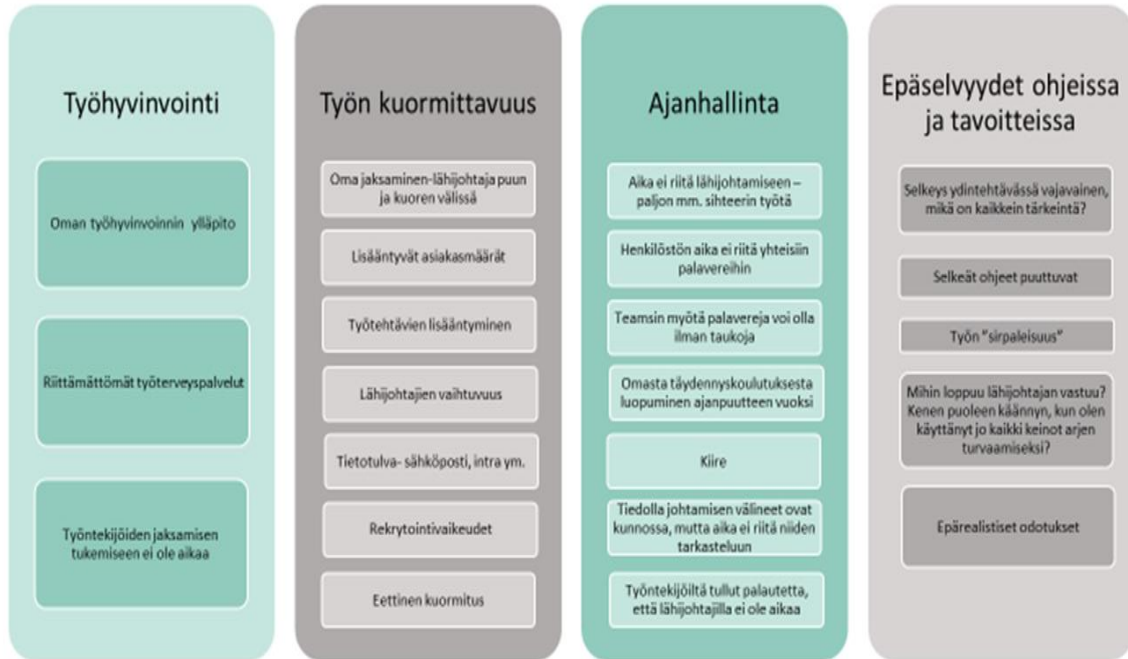 Työhyvinvointi
Oman työhyvinvoinnin ylläpito
Riittämättömät työterveyspalvelut
Työntekijöiden jaksamisen
tukemiseen ei ole aikaa
Työn kuormittavuus
Oma jaksaminen-lähijohtaja puun
ja kuoren välissä
Lisääntyvät asiakasmäärät
Työtehtävien lisääntyminen
Lähijohtajien vaihtuvuus
Tietotulva- sähköposti, intra ym.
Rekrytointivaikeudet
Eettinen kuormitus
Ajanhallinta
Aika ei riitä lähijohtamiseen –
paljon mm. sihteerin työtä
Henkilöstön aika ei riitä yhteisiin
palavereihin
Teamsin myötä palavereja voi olla
ilman taukoja
Omasta täydennyskoulutuksesta
luopuminen ajanpuutteen vuoksi
Kiire
Tiedolla johtamisen välineet ovat
kunnossa, mutta aika ei riitä niiden
tarkasteluun
Työntekijöiltä tullut palautetta,
että lähijohtajilla ei ole aikaa
Epäselvyydet ohjeissa
ja tavoitteissa
Selkeys ydintehtävässä vajavainen,
mikä on kaikkein tärkeintä?
Selkeät ohjeet puuttuvat
Työn ”sirpaleisuus”
Mihin loppuu lähijohtajan vastuu?
Kenen puoleen käännyn, kun olen
käyttänyt jo kaikki keinot arjen
turvaamiseksi?
Epärealistiset odotukset